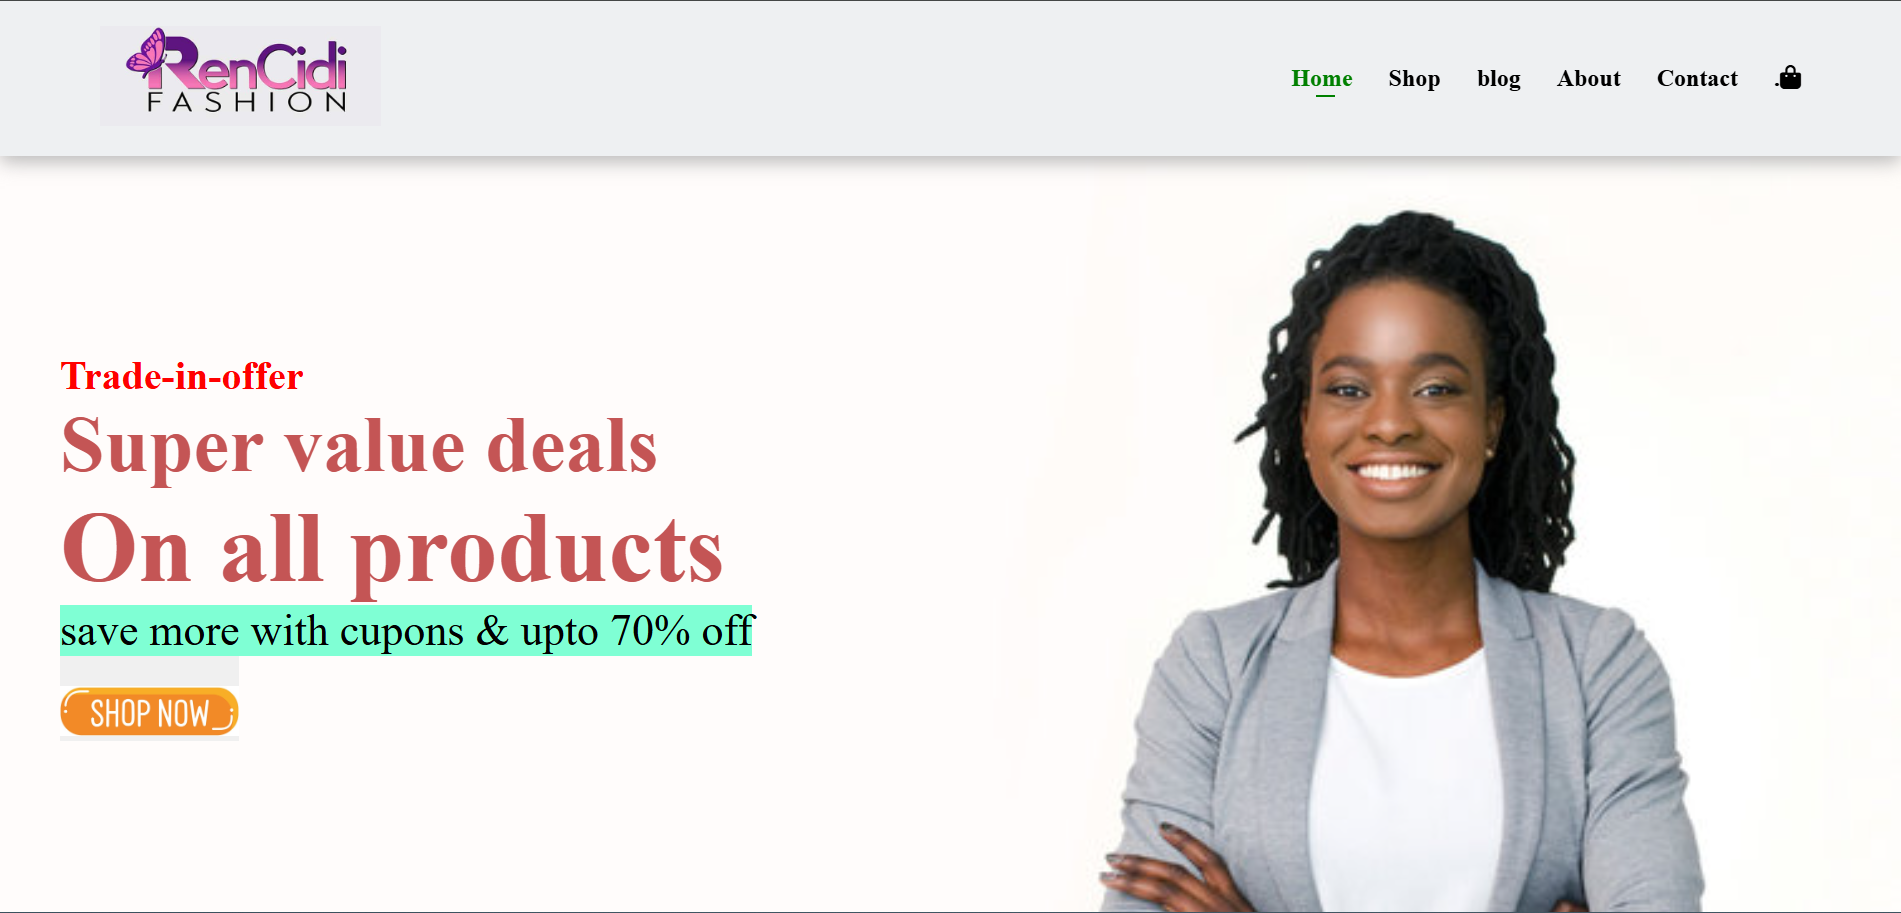 RenCidi
FASHION
Home Shop blog About Contact .
Trade-in-offer
Super value deals
On all products
save more with cupons & upto 70% off
SHOP NOW